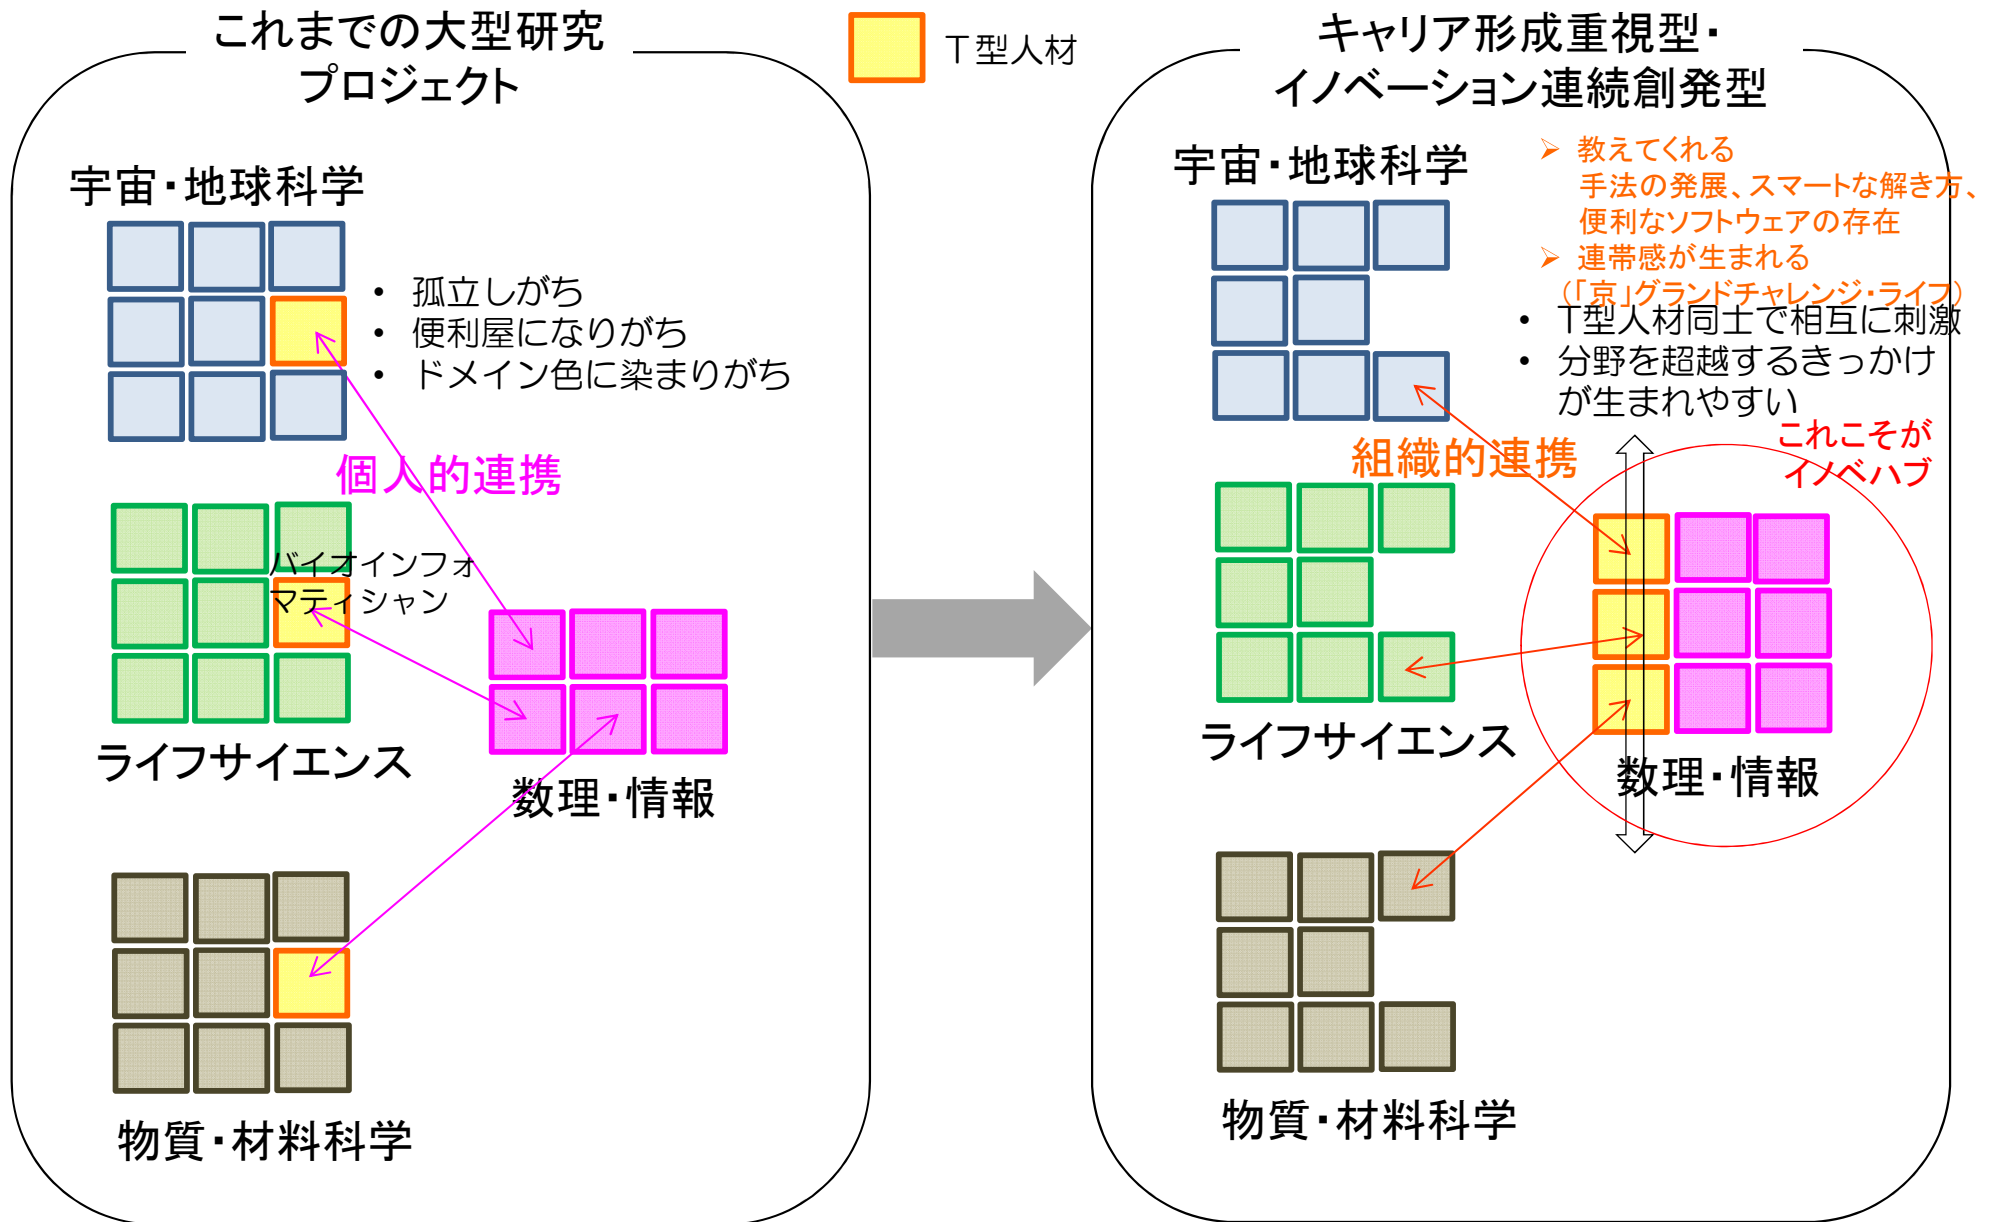 これまでの大型研究
プロジェクト
T型人材
宇宙・地球科学
• 孤立しがち
• 便利屋になりがち
• ドメイン色に染まりがち
個人的連携
バイオインフォ
マティシャン
ライフサイエンス
数理・情報
物質・材料科学
キャリア形成重視型・
イノベーション連続創発型
宇宙・地球科学
➢ 教えてくれる
手法の発展、スマートな解き方、
便利なソフトウェアの存在
➢ 連帯感が生まれる
(「京」グランドチャレンジ・ライフ)
• T型人材同士で相互に刺激
• 分野を超越するきっかけ
が生まれやすい
これこそが
イノベハブ
組織的連携
ライフサイエンス
数理・情報
物質・材料科学